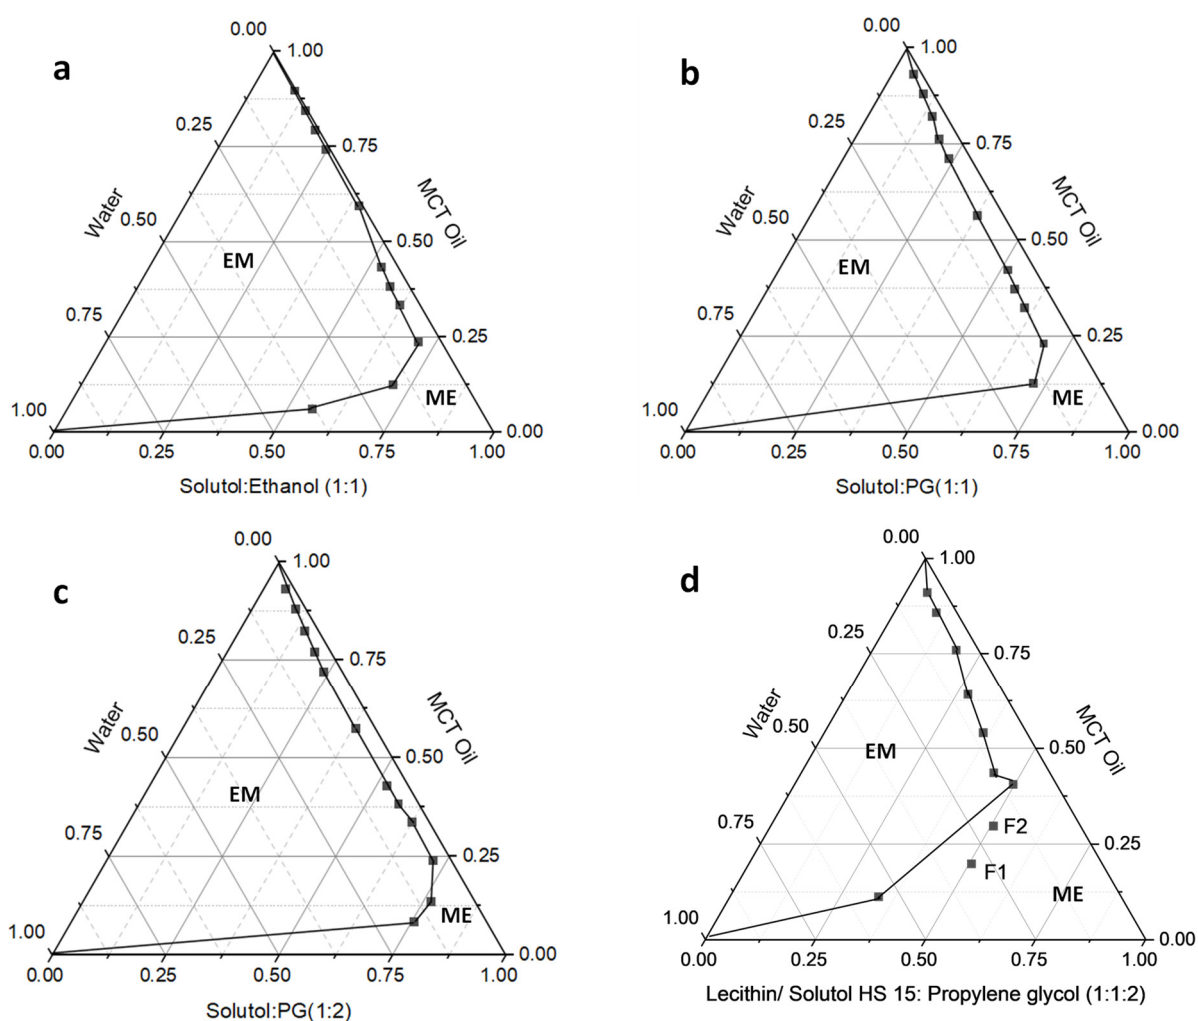 a
0.00
1.00
0.25
0.75
Water
MCT Oil
0.50
0.50
EM
0.75
0.25
ME
1.00
0.00
0.00
0.25
0.50
0.75
1.00
Solutol:Ethanol (1:1)
b
0.00
1.00
0.25
0.75
Water
MCT Oil
0.50
0.50
EM
0.75
0.25
ME
1.00
0.00
0.00
0.25
0.50
0.75
1.00
Solutol:PG(1:1)
c
0.00
1.00
0.25
0.75
Water
MCT Oil
0.50
0.50
EM
0.75
0.25
ME
1.00
0.00
0.00
0.25
0.50
0.75
1.00
Solutol:PG(1:2)
d
0.00
1.00
0.25
0.75
Water
MCT Oil
0.50
0.50
EM
F2
0.75
0.25
F1
ME
1.00
0.00
0.00
0.25
0.50
0.75
1.00
Lecithin/ Solutol HS 15: Propylene glycol (1:1:2)